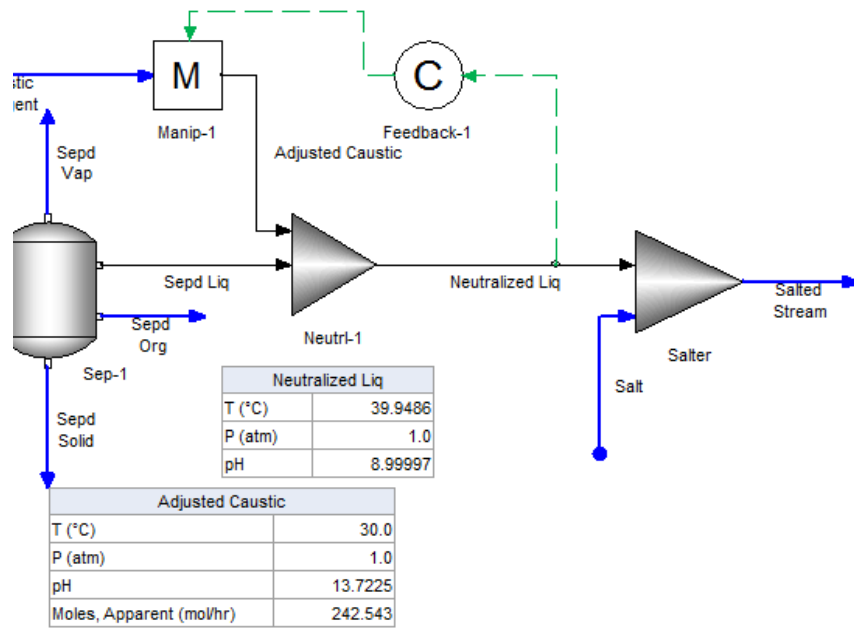 M
C
stic
gent
Manip-1
Feedback-1
Adjusted Caustic
Sepd
Vap
Sepd Liq
Neutralized Liq
Salted
Stream
Sepd
Org
Neutrl-1
Salter
Sep-1
Salt
Sepd
Solid
Neutralized Liq
T (°C) 39.9486
P (atm) 1.0
pH 8.99997
Adjusted Caustic
T (°C) 30.0
P (atm) 1.0
pH 13.7225
Moles, Apparent (mol/hr) 242.543